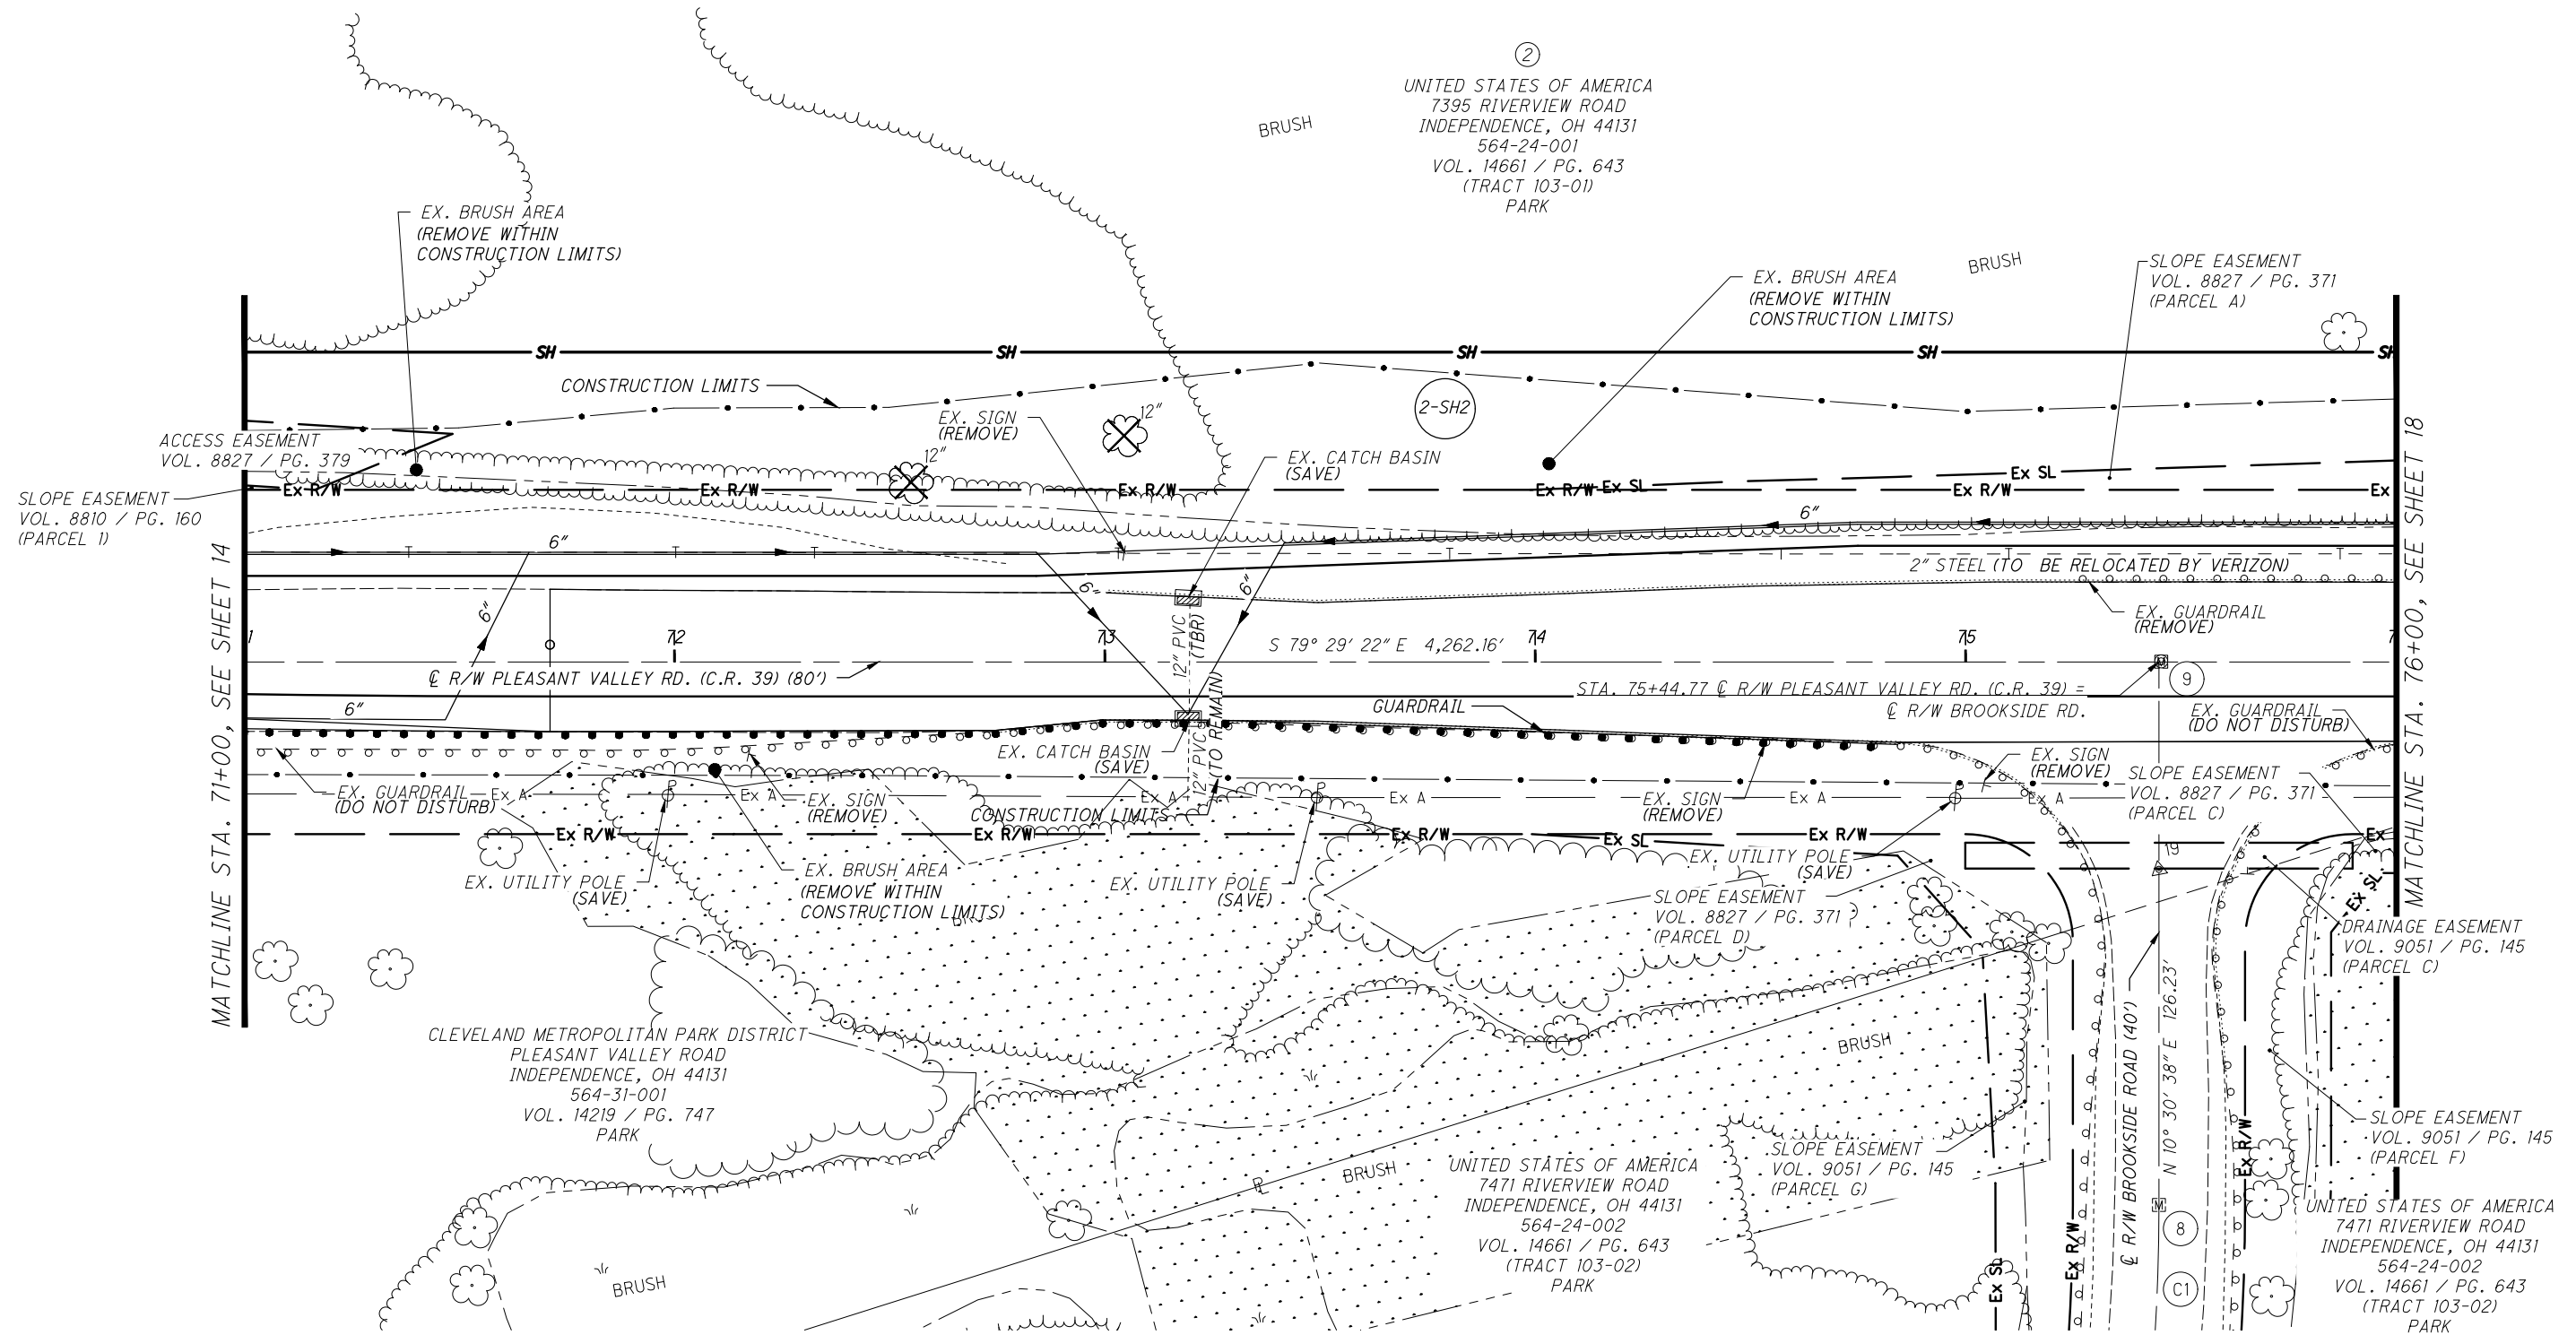 2
UNITED STATES OF AMERICA
7395 RIVERVIEW ROAD
INDEPENDENCE, OH 44131
564-24-001
VOL. 14661 / PG. 643
(TRACT 103-01)
PARK
BRUSH
BRUSH
EX. BRUSH AREA
(REMOVE WITHIN
CONSTRUCTION LIMITS)
EX. BRUSH AREA
(REMOVE WITHIN
CONSTRUCTION LIMITS)
SLOPE EASEMENT
VOL. 8827 / PG. 371
(PARCEL A)
SH
SH
SH
SH
SH
CONSTRUCTION LIMITS
2-SH2
EX. SIGN
(REMOVE)
12"
12"
EX. CATCH BASIN
(SAVE)
ACCESS EASEMENT
VOL. 8827 / PG. 379
SLOPE EASEMENT
VOL. 8810 / PG. 160
(PARCEL 1)
Ex R/W
Ex R/W
Ex R/W
Ex R/W
Ex SL
Ex SL
Ex R/W
Ex
6"
6"
T
T
T
T
T
T
T
T
2" STEEL (TO BE RELOCATED BY VERIZON)
6"
6"
6"
EX. GUARDRAIL
(REMOVE)
12" PVC
(TBR)
MATCHLINE STA. 71+00, SEE SHEET 14
MATCHLINE STA. 76+00, SEE SHEET 18
1
72
73
74
75
7
S 79° 29' 22" E 4,262.16'
℄ R/W PLEASANT VALLEY RD. (C.R. 39) (80')
9
STA. 75+44.77 ℄ R/W PLEASANT VALLEY RD. (C.R. 39) =
℄ R/W BROOKSIDE RD.
6"
GUARDRAIL
EX. GUARDRAIL
(DO NOT DISTURB)
EX. CATCH BASIN
(SAVE)
12" PVC
(TO REMAIN)
EX. SIGN
(REMOVE)
SLOPE EASEMENT
VOL. 8827 / PG. 371
(PARCEL C)
EX. GUARDRAIL
(DO NOT DISTURB)
Ex A
Ex A
Ex A
Ex A
Ex A
Ex A
EX. SIGN
(REMOVE)
EX. SIGN
(REMOVE)
CONSTRUCTION LIMITS
Ex R/W
Ex R/W
Ex R/W
Ex SL
Ex R/W
Ex
EX. UTILITY POLE
(SAVE)
EX. BRUSH AREA
(REMOVE WITHIN
CONSTRUCTION LIMITS)
EX. UTILITY POLE
(SAVE)
EX. UTILITY POLE
(SAVE)
19
SLOPE EASEMENT
VOL. 8827 / PG. 371
(PARCEL D)
Ex SL
DRAINAGE EASEMENT
VOL. 9051 / PG. 145
(PARCEL C)
CLEVELAND METROPOLITAN PARK DISTRICT
PLEASANT VALLEY ROAD
INDEPENDENCE, OH 44131
564-31-001
VOL. 14219 / PG. 747
PARK
BRUSH
℄ R/W BROOKSIDE ROAD (40')
N 10° 30' 38" E 126.23'
SLOPE EASEMENT
VOL. 9051 / PG. 145
(PARCEL F)
SLOPE EASEMENT
VOL. 9051 / PG. 145
(PARCEL G)
BRUSH
UNITED STATES OF AMERICA
7471 RIVERVIEW ROAD
INDEPENDENCE, OH 44131
564-24-002
VOL. 14661 / PG. 643
(TRACT 103-02)
PARK
BRUSH
Ex SL
Ex R/W
Ex R/W
M
8
C1
UNITED STATES OF AMERICA
7471 RIVERVIEW ROAD
INDEPENDENCE, OH 44131
564-24-002
VOL. 14661 / PG. 643
(TRACT 103-02)
PARK